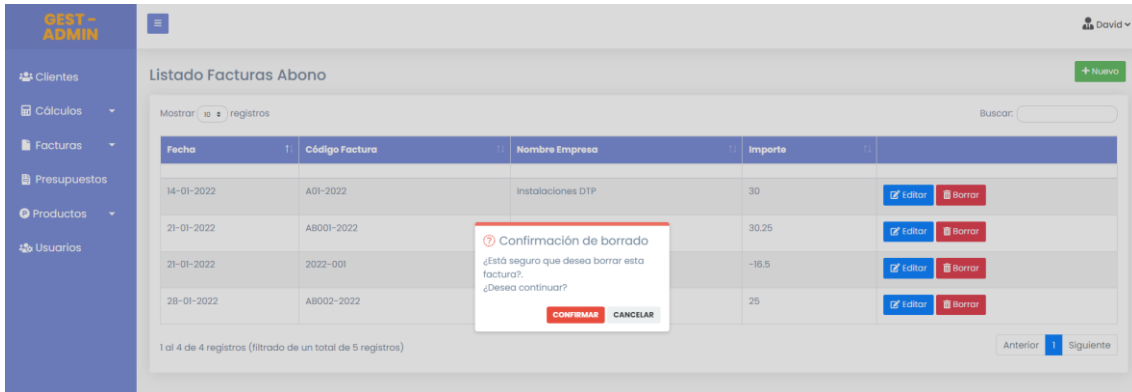 GEST -
ADMIN
David
Clientes
Cálculos
Facturas
Presupuestos
Productos
Usuarios
Listado Facturas Abono
+ Nuevo
Mostrar 10 registros
Buscar:
Fecha Código Factura Nombre Empresa Importe
14-01-2022 A01-2022 Instalaciones DTP 30 Editar Borrar
21-01-2022 AB001-2022 30,25 Editar Borrar
21-01-2022 2022-001 -16.5 Editar Borrar
28-01-2022 AB002-2022 25 Editar Borrar
Confirmación de borrado
¿Está seguro que desea borrar esta
factura?.
¿Desea continuar?
CONFIRMAR CANCELAR
1 al 4 de 4 registros (filtrado de un total de 5 registros)
Anterior 1 Siguiente